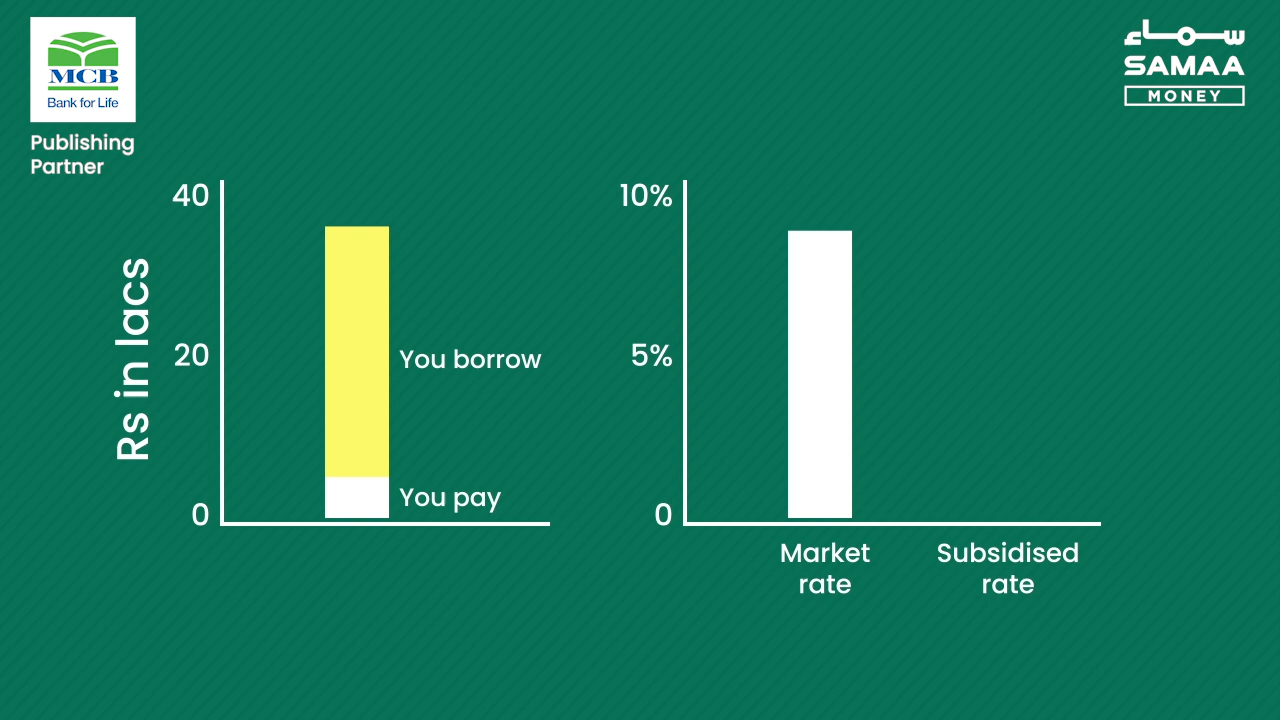 MCB
Bank for Life
Publishing
Partner
سماء
SAMAA
MONEY
Rs in lacs
40
20
0
You borrow
You pay
10%
5%
0
Market
rate
Subsidised
rate